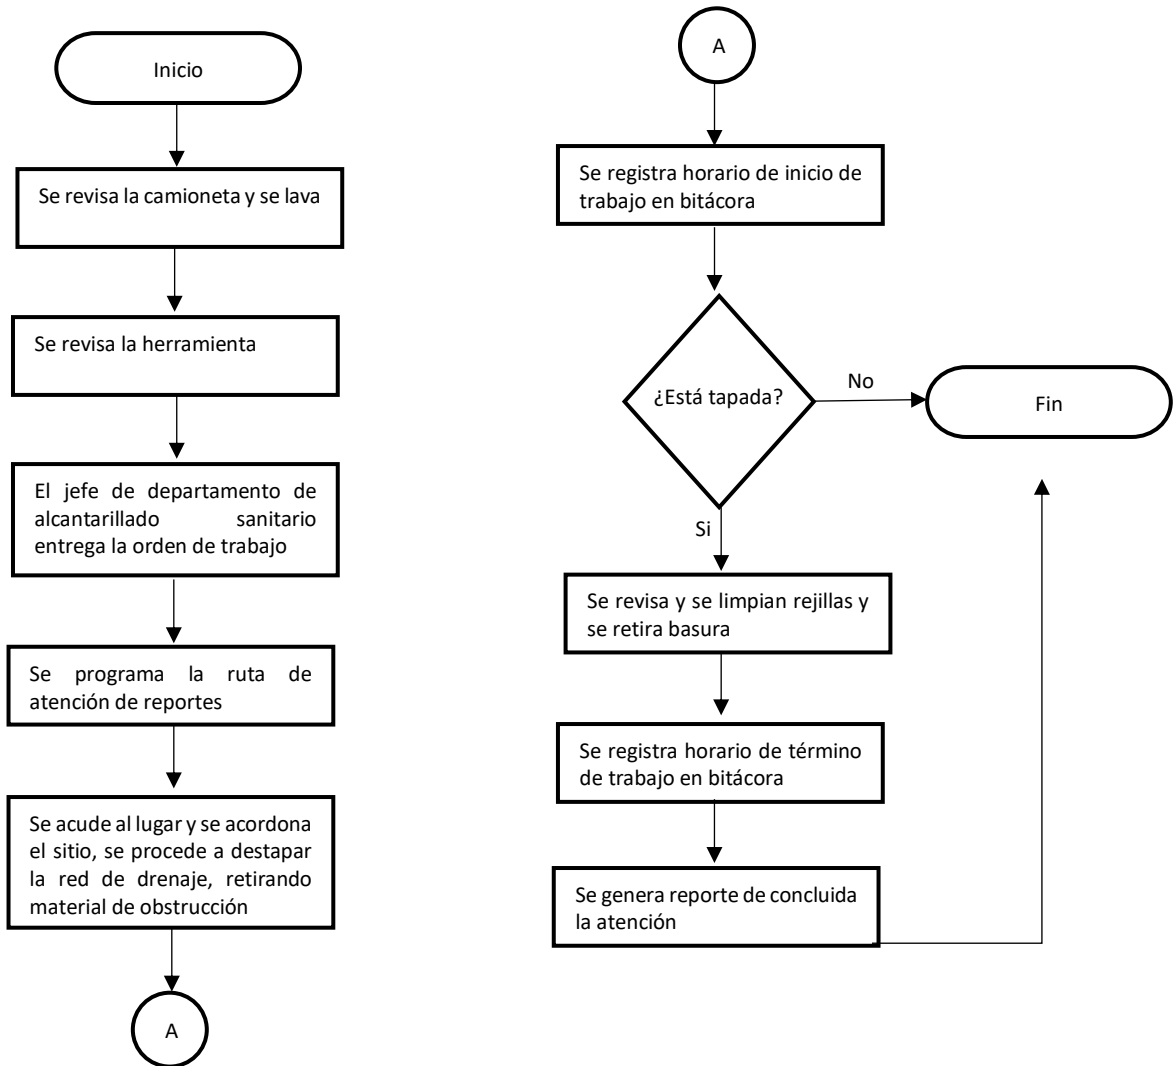 Inicio
Se revisa la camioneta y se lava
Se revisa la herramienta
El jefe de departamento de
alcantarillado sanitario
entrega la orden de trabajo
Se programa la ruta de
atención de reportes
Se acude al lugar y se acordona
el sitio, se procede a destapar
la red de drenaje, retirando
material de obstrucción
A
A
Se registra horario de inicio de
trabajo en bitácora
¿Está tapada?
No
Fin
Si
Se revisa y se limpian rejillas y
se retira basura
Se registra horario de término
de trabajo en bitácora
Se genera reporte de concluida
la atención